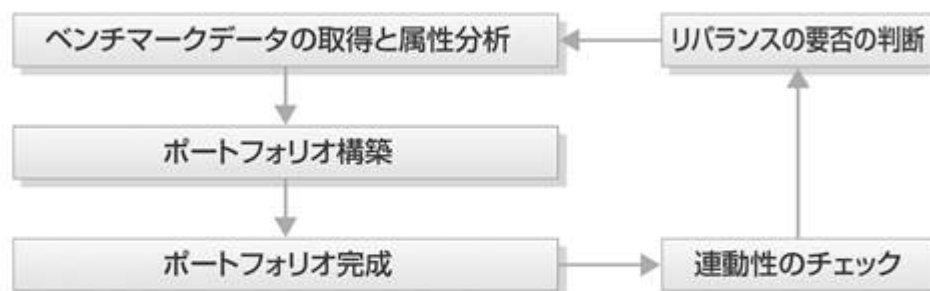 ベンチマークデータの取得と属性分析
リバランスの要否の判断
ポートフォリオ構築
ポートフォリオ完成
連動性のチェック